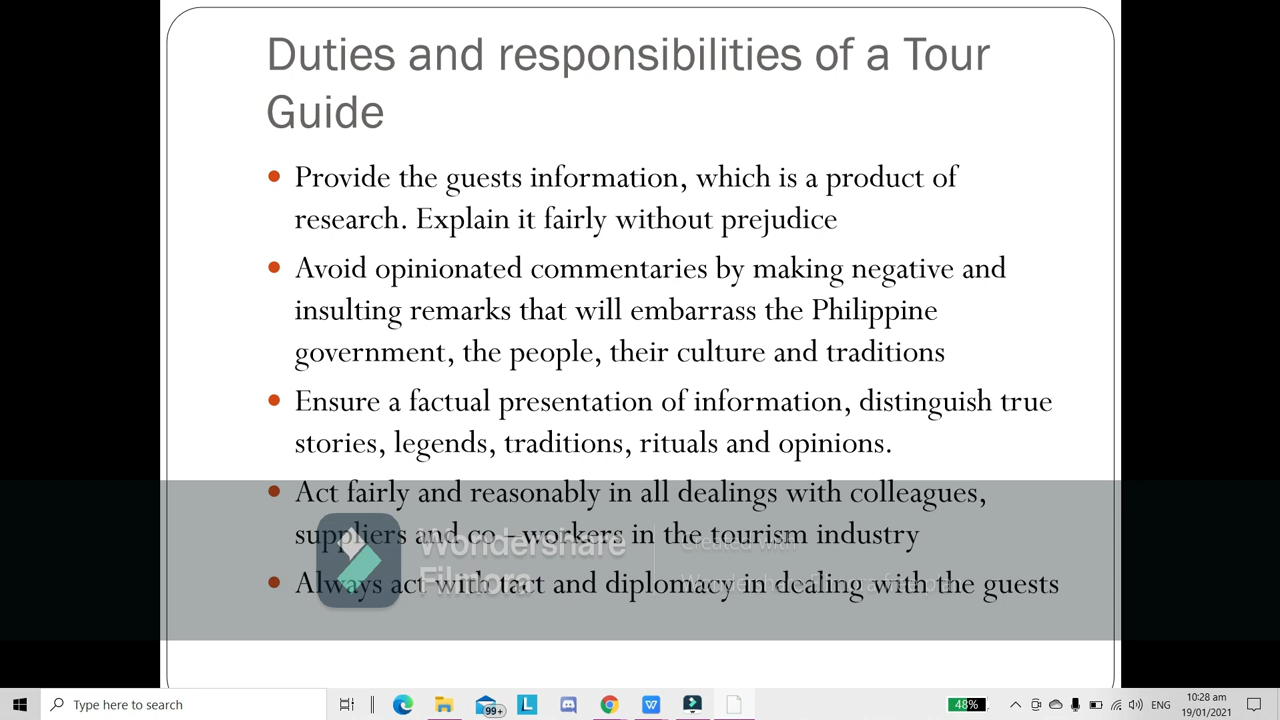 Duties and responsibilities of a Tour
Guide
• Provide the guests information, which is a product of
research. Explain it fairly without prejudice
• Avoid opinionated commentaries by making negative and
insulting remarks that will embarrass the Philippine
government, the people, their culture and traditions
• Ensure a factual presentation of information, distinguish true
stories, legends, traditions, rituals and opinions.
• Act fairly and reasonably in all dealings with colleagues,
suppliers and co –workers in the tourism industry
• Always act with tact and diplomacy in dealing with the guests
Wondershare
Filmora
Created with
Type here to search
99+
L
W
48%
ENG
10:28 am
19/01/2021